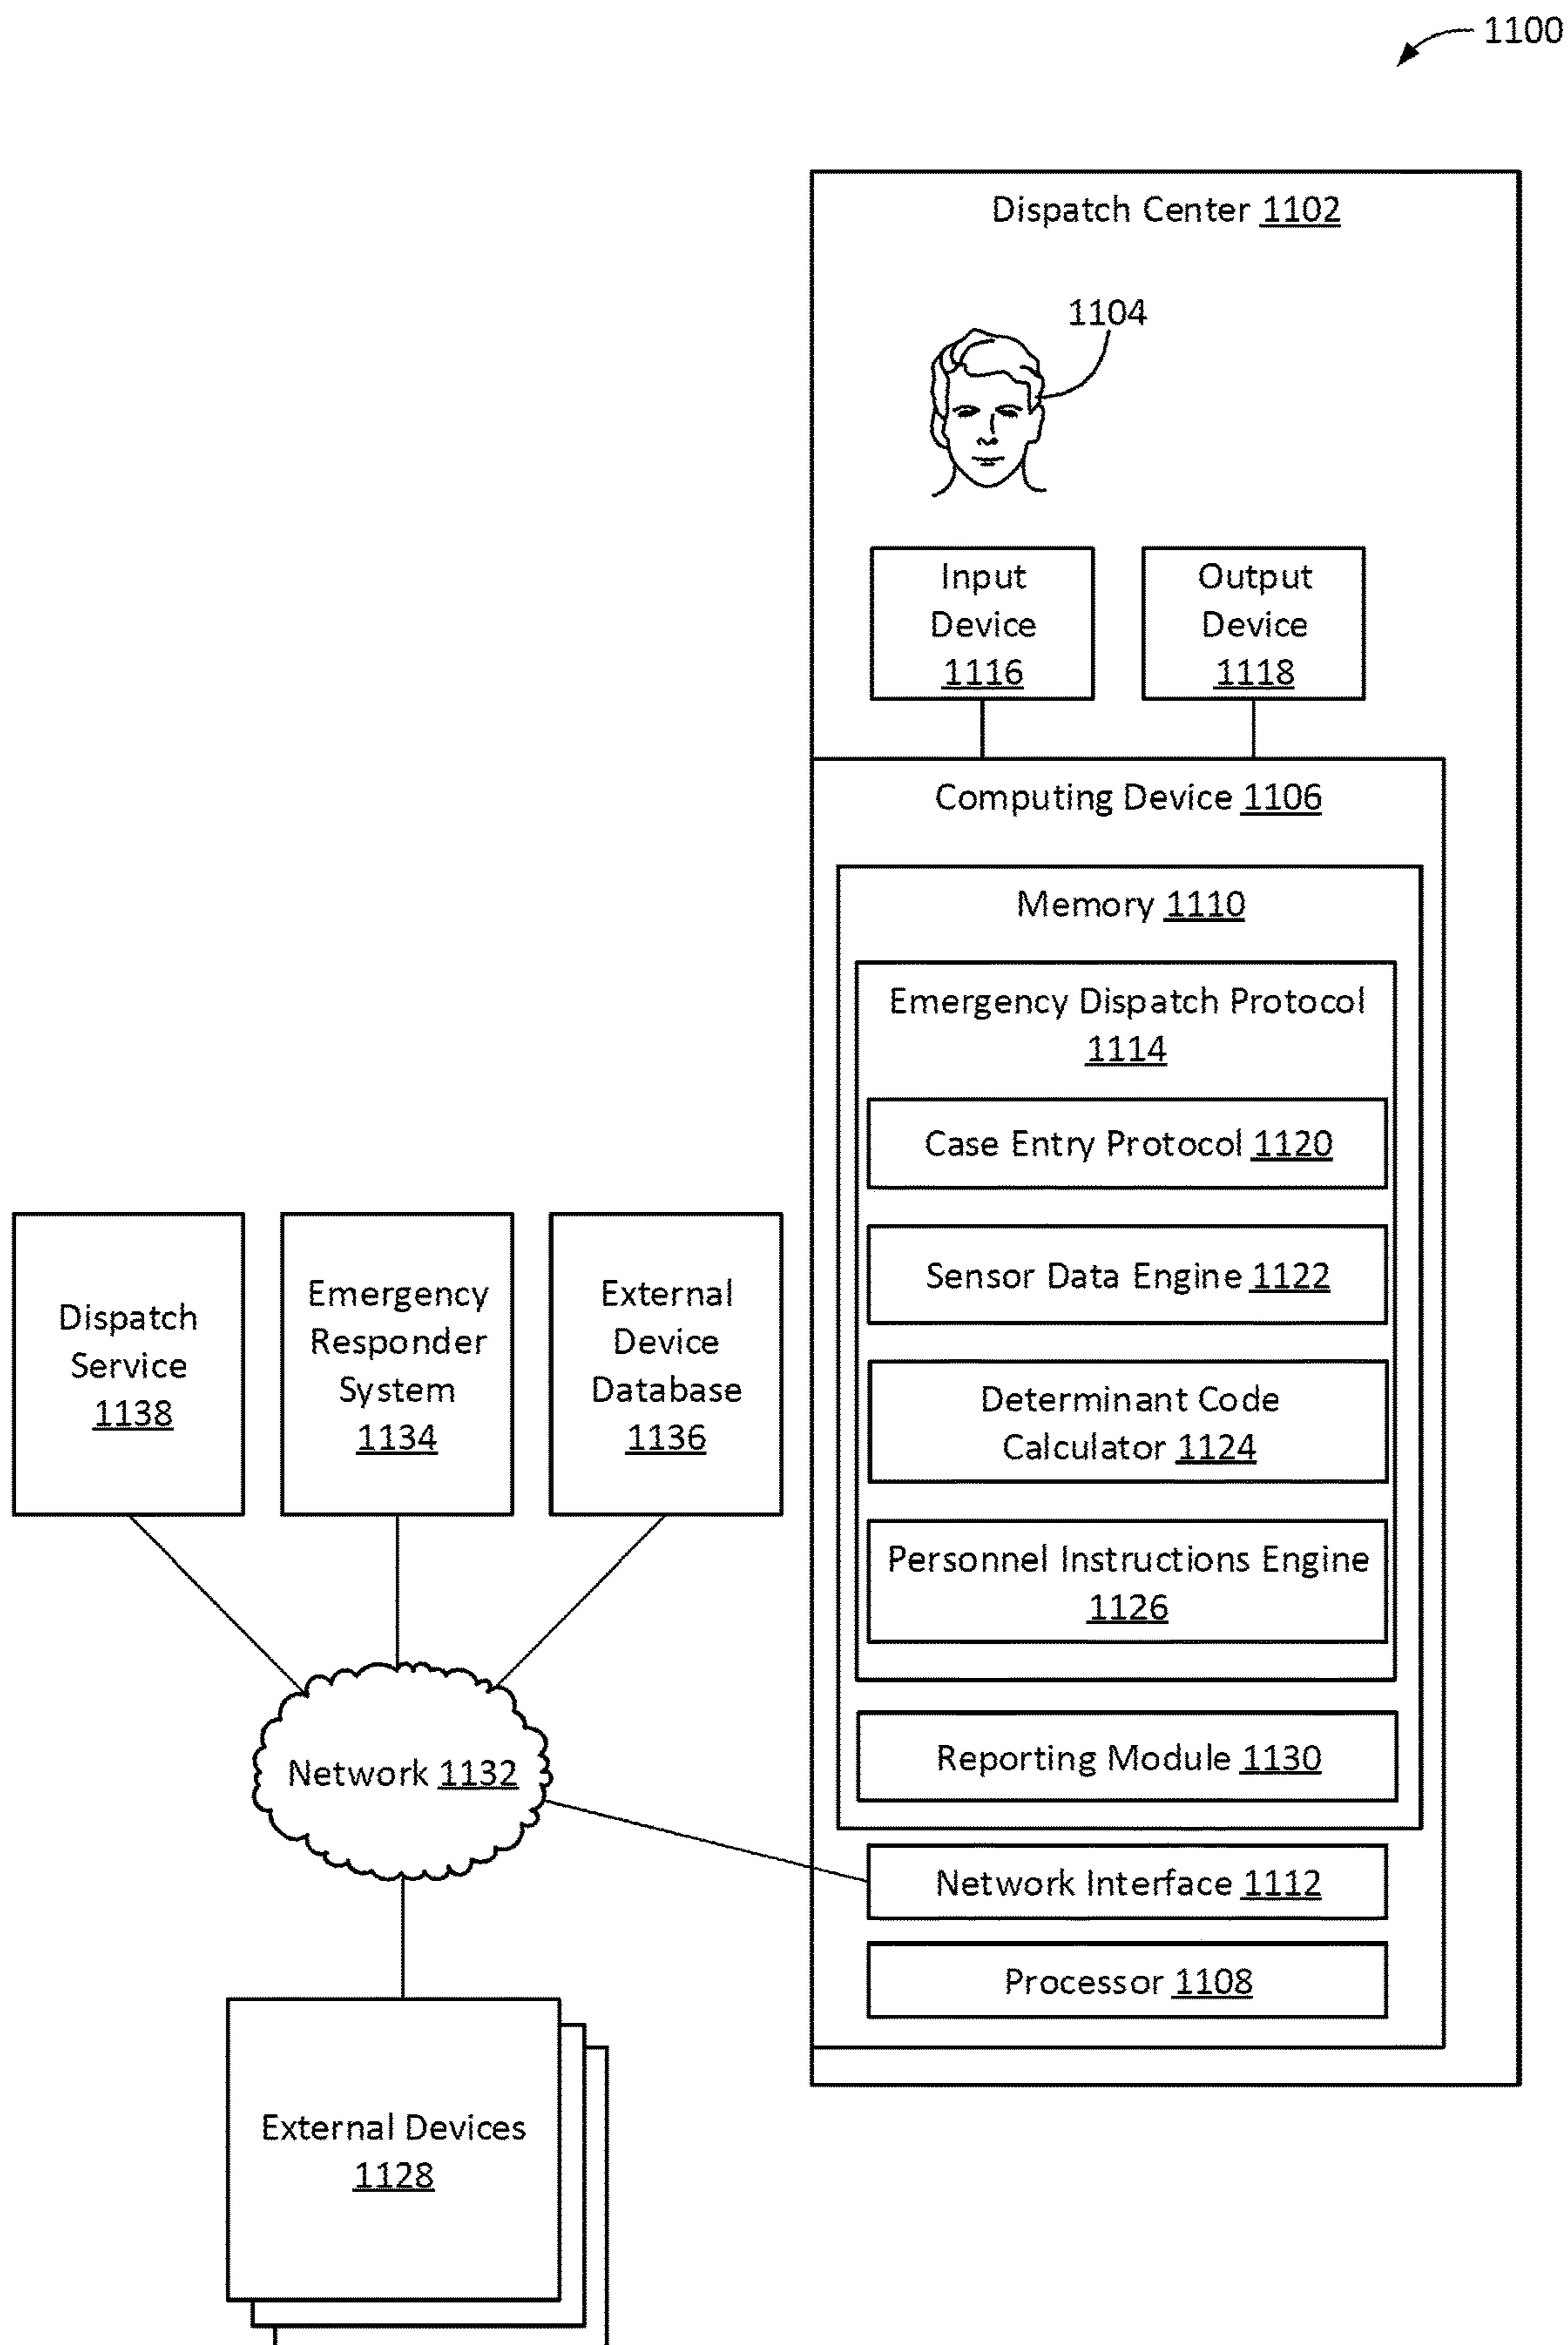 1100
Dispatch Center 1102
1104
Input
Device
1116
Output
Device
1118
Computing Device 1106
Memory 1110
Emergency Dispatch Protocol
1114
Case Entry Protocol 1120
Sensor Data Engine 1122
Determinant Code
Calculator 1124
Personnel Instructions Engine
1126
Reporting Module 1130
Network Interface 1112
Processor 1108
Dispatch
Service
1138
Emergency
Responder
System
1134
External
Device
Database
1136
Network 1132
External Devices
1128